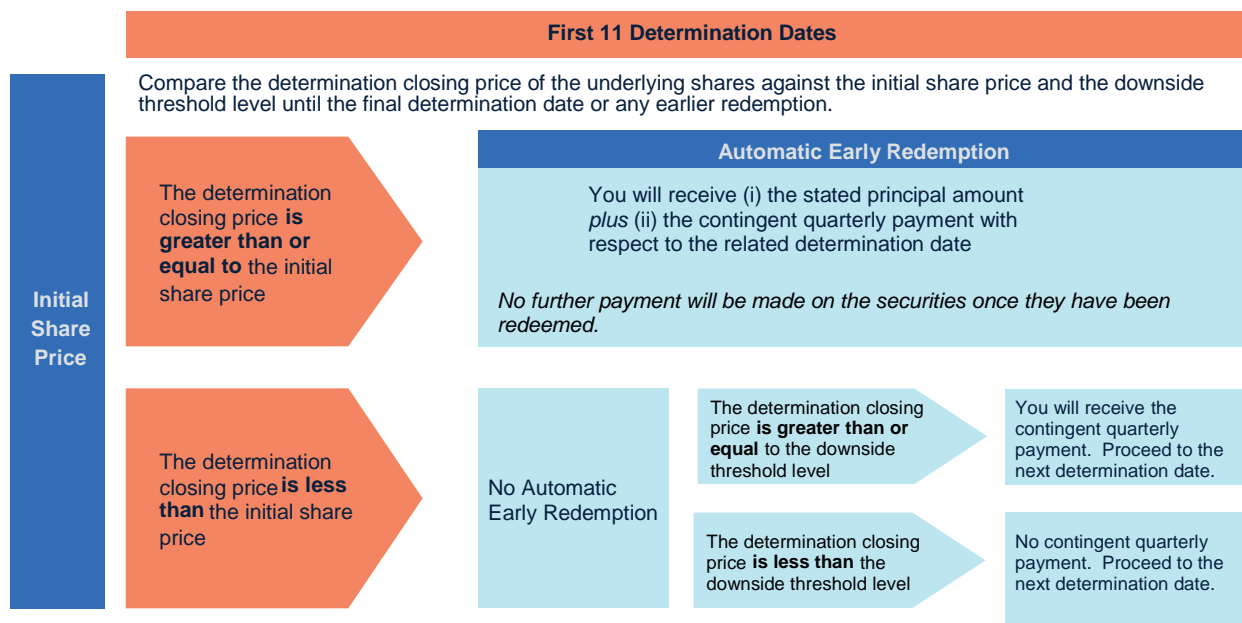 First 11 Determination Dates
Compare the determination closing price of the underlying shares against the initial share price and the downside
threshold level until the final determination date or any earlier redemption.
Initial
Share
Price
The determination
closing price is
greater than or
equal to the initial
share price
Automatic Early Redemption
You will receive (i) the stated principal amount
plus (ii) the contingent quarterly payment with
respect to the related determination date
No further payment will be made on the securities once they have been
redeemed.
The determination
closing price is less
than the initial share
price
No Automatic
Early Redemption
The determination closing
price is greater than or
equal to the downside
threshold level
You will receive the
contingent quarterly
payment. Proceed to the
next determination date.
The determination closing
price is less than the
downside threshold level
No contingent quarterly
payment. Proceed to the
next determination date.